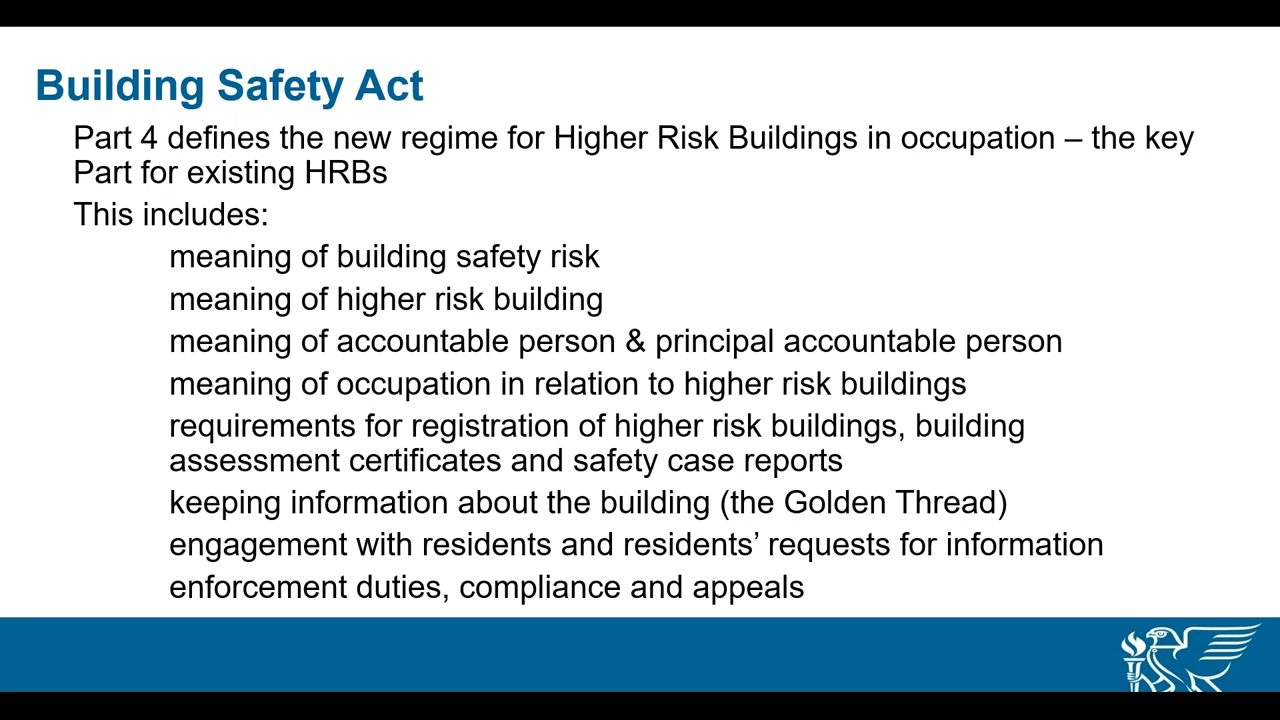 Building Safety Act
Part 4 defines the new regime for Higher Risk Buildings in occupation – the key
Part for existing HRBs
This includes:
meaning of building safety risk
meaning of higher risk building
meaning of accountable person & principal accountable person
meaning of occupation in relation to higher risk buildings
requirements for registration of higher risk buildings, building
assessment certificates and safety case reports
keeping information about the building (the Golden Thread)
engagement with residents and residents’ requests for information
enforcement duties, compliance and appeals